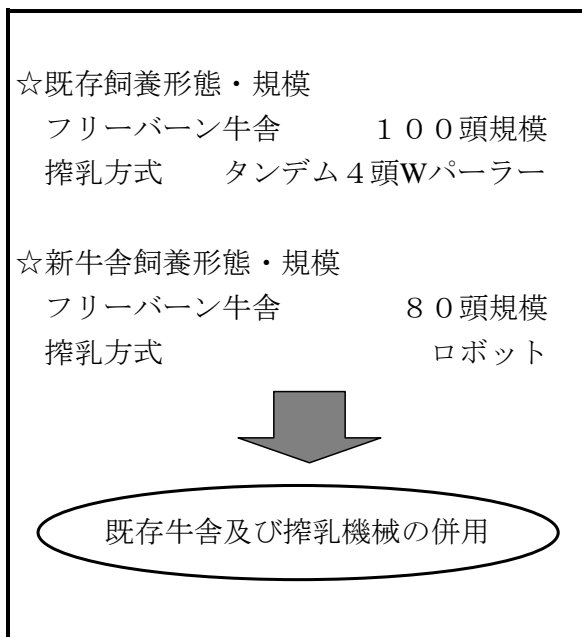 ☆既存飼養形態・規模
フリーバーン牛舎　　　１００頭規模
搾乳方式　　タンデム４頭Wパーラー
☆新牛舎飼養形態・規模
フリーバーン牛舎　　　　８０頭規模
搾乳方式　　　　　　　　　ロボット
既存牛舎及び搾乳機械の併用